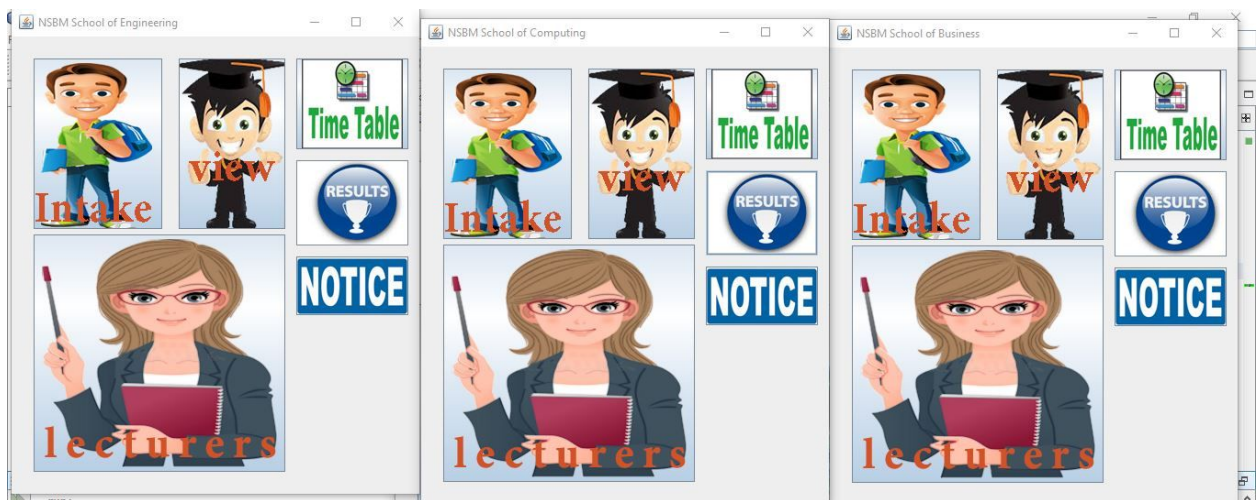 NSBM School of Engineering
Time Table
view
RESULTS
Intake
NOTICE
lecturers
NSBM School of Computing
Time Table
view
RESULTS
Intake
NOTICE
lecturers
NSBM School of Business
Time Table
view
RESULTS
Intake
NOTICE
lecturers